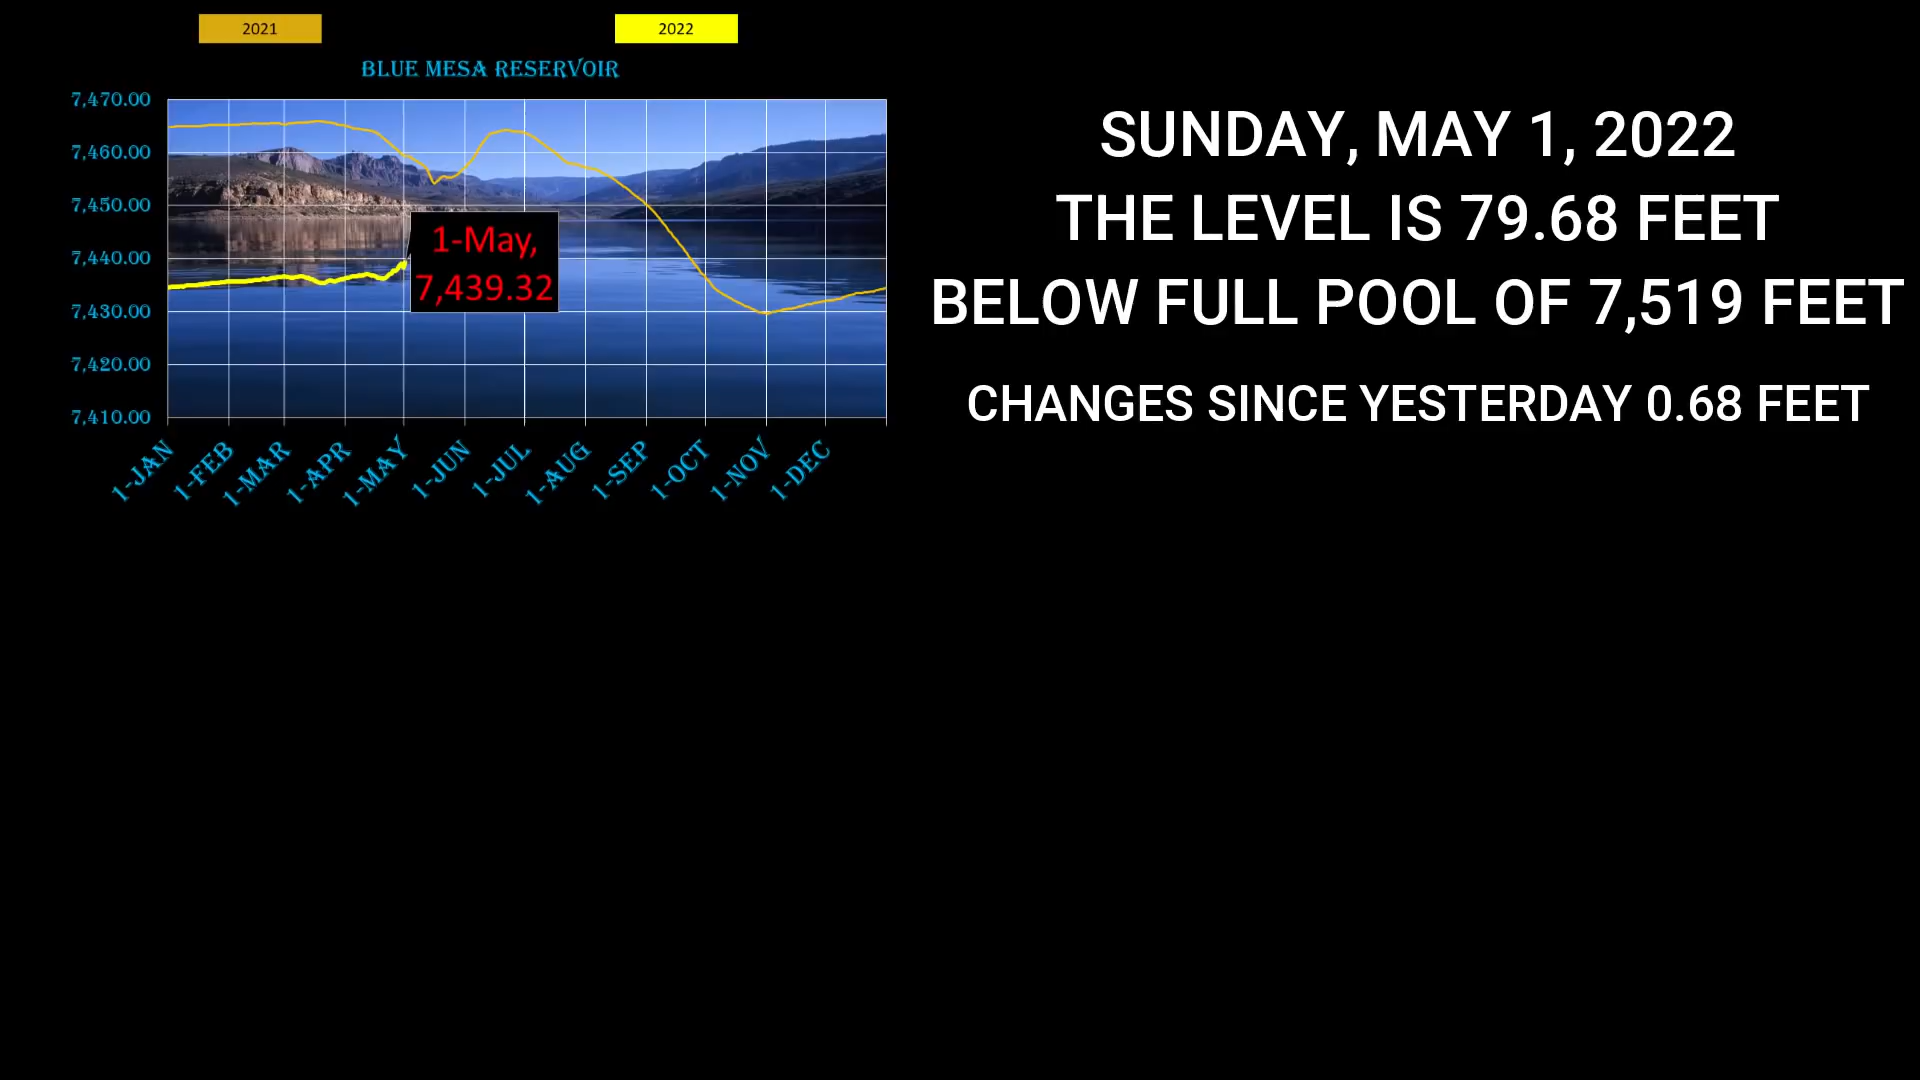 2021
2022
BLUE MESA RESERVOIR
7,470.00
7,460.00
7,450.00
7,440.00
7,430.00
7,420.00
7,410.00
1-May,
7,439.32
1-JAN
1-FEB
1-MAR
1-APR
1-MAY
1-JUN
1-JUL
1-AUG
1-SEP
1-OCT
1-NOV
1-DEC
SUNDAY, MAY 1, 2022
THE LEVEL IS 79.68 FEET
BELOW FULL POOL OF 7,519 FEET
CHANGES SINCE YESTERDAY 0.68 FEET